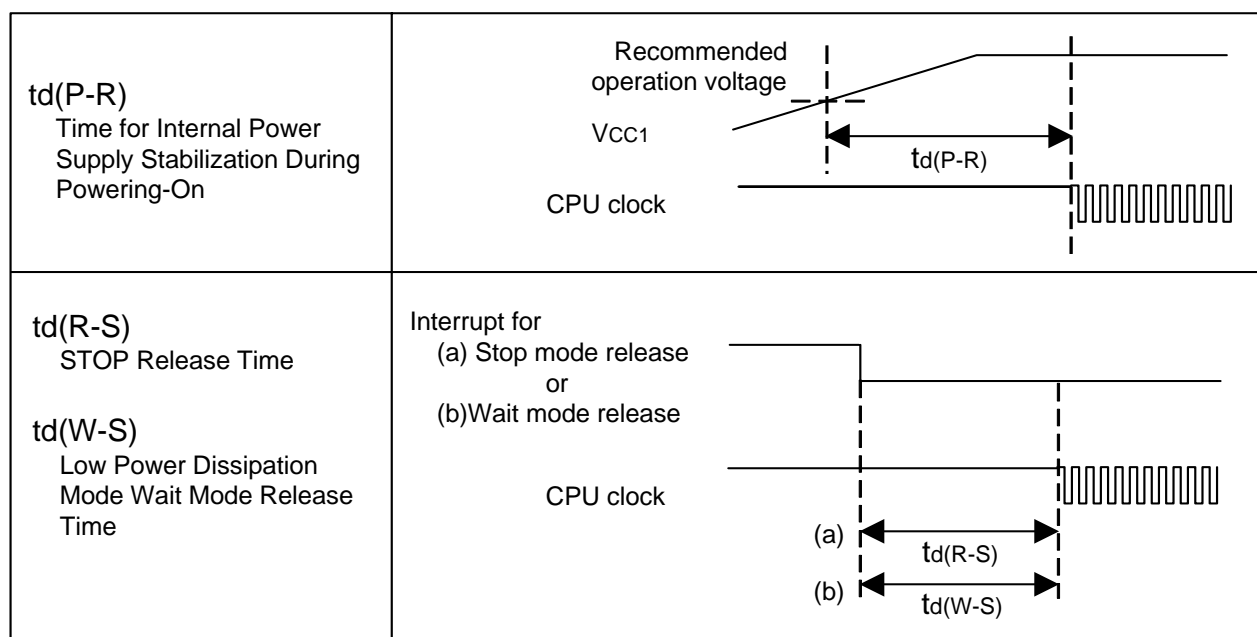 td(P-R)
Time for Internal Power
Supply Stabilization During
Powering-On
Recommended
operation voltage
VCC1
td(P-R)
CPU clock
td(R-S)
STOP Release Time
td(W-S)
Low Power Dissipation
Mode Wait Mode Release
Time
Interrupt for
(a) Stop mode release
or
(b)Wait mode release
CPU clock
(a)
td(R-S)
(b)
td(W-S)